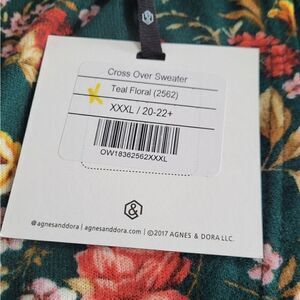 Cross Over Sweater
Teal Floral (2562)
XXXL / 20-22+
OW18362562XXXL
&
@agnesanddora | agnesanddora.com | ©2017 AGNES & DORA LLC.